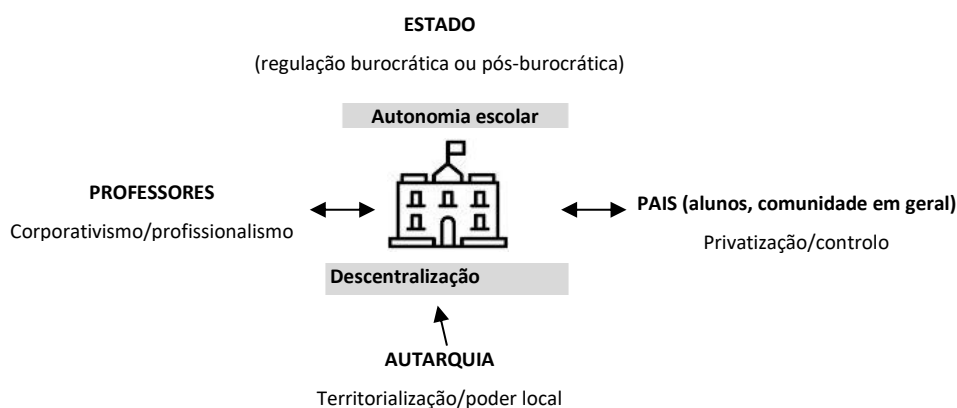 ESTADO
(regulação burocrática ou pós-burocrática)
Autonomia escolar
PROFESSORES
Corporativismo/profissionalismo
PAIS (alunos, comunidade em geral)
Privatização/controlo
Descentralização
AUTARQUIA
Territorialização/poder local